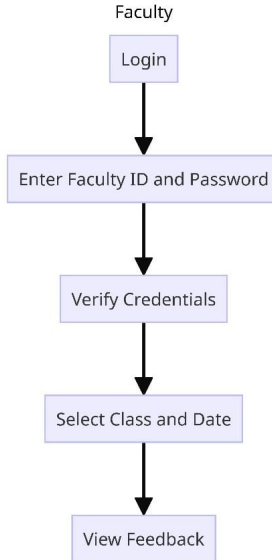 Faculty
Login
Enter Faculty ID and Password
Verify Credentials
Select Class and Date
View Feedback